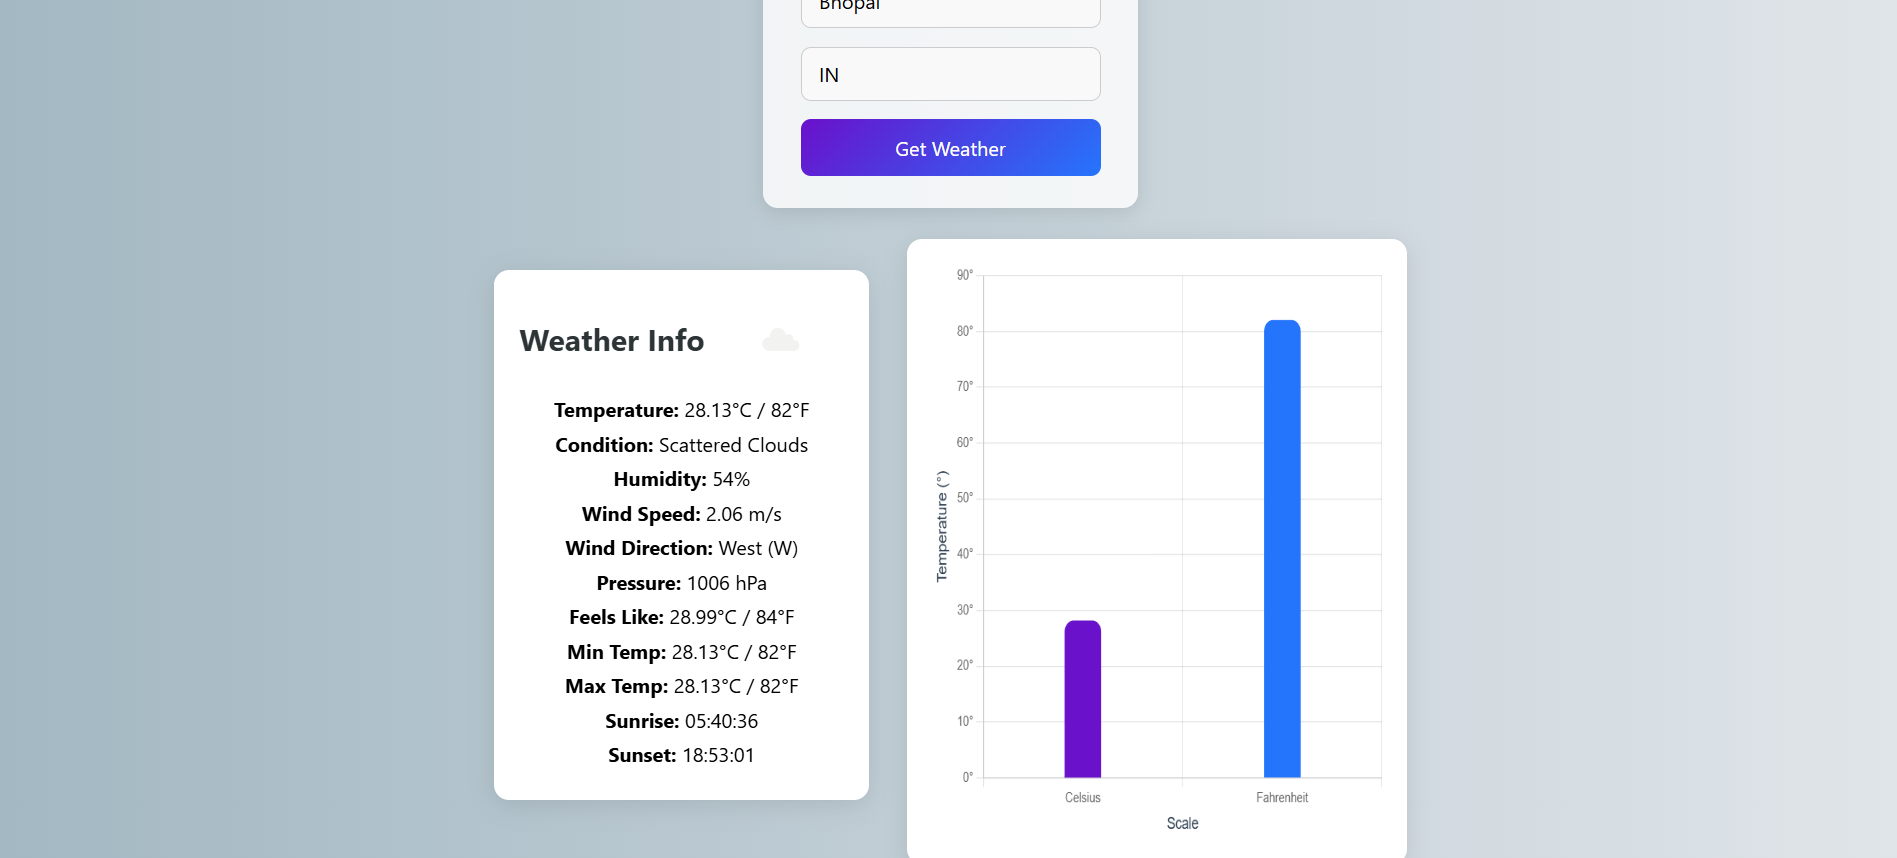 Bhopal
IN
Get Weather
Weather Info
Temperature: 28.13°C / 82°F
Condition: Scattered Clouds
Humidity: 54%
Wind Speed: 2.06 m/s
Wind Direction: West (W)
Pressure: 1006 hPa
Feels Like: 28.99°C / 84°F
Min Temp: 28.13°C / 82°F
Max Temp: 28.13°C / 82°F
Sunrise: 05:40:36
Sunset: 18:53:01
Temperature (°)
90°
80°
70°
60°
50°
40°
30°
20°
10°
0°
Celsius
Fahrenheit
Scale